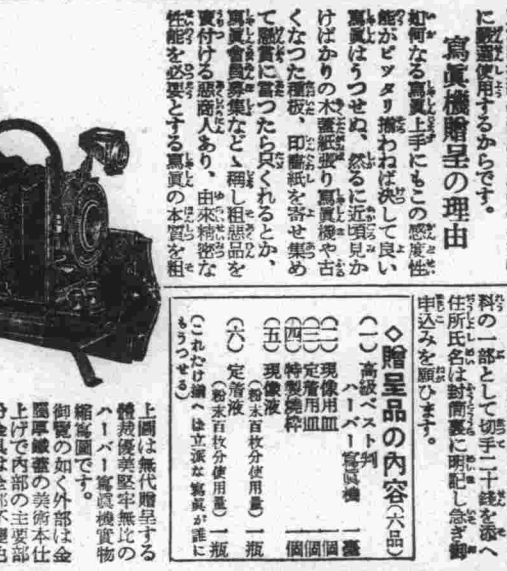 に嚴選使用するからです。
寫眞機贈呈の理由
如何なる寫眞上手にもこの感度性
能がピッタリ揃わねば決して良い
寫眞はうつせぬ、然るに近頃見か
けばかりの木蓋紙張り寫眞機や古
くなつた種板、印畵紙を寄せ集め
て懸賞に當つたら只くれるとか、
寫眞會員募集などゝ稱し粗惡品を
賣付ける惡商人あり、由來精密な
性能を必要とする寫眞の本質を粗
料の一部として切手二十錢を添へ
住所氏名は封筒裏に明記し急ぎ御
申込みを願ひます。
◇贈呈品の內容(六品)
(一) 高級ベスト判
ハーバー寫眞機 一臺
(二) 現像用皿 一個
(三) 定着用皿 一個
(四) 特製燒枠 一個
(五) 現像液
(粉末百枚分使用量) 一瓶
(六) 定着液
(粉末百枚分使用量) 一瓶
(これだけ揃へば立派な寫眞が誰に
もうつせる)
上圖は無代贈呈する
體裁優美堅牢無比の
ハーバー寫眞機實物
縮寫圖です。
御覽の如く外部は金
屬厚鐵蓋の美術本仕
上げで內部の主要部